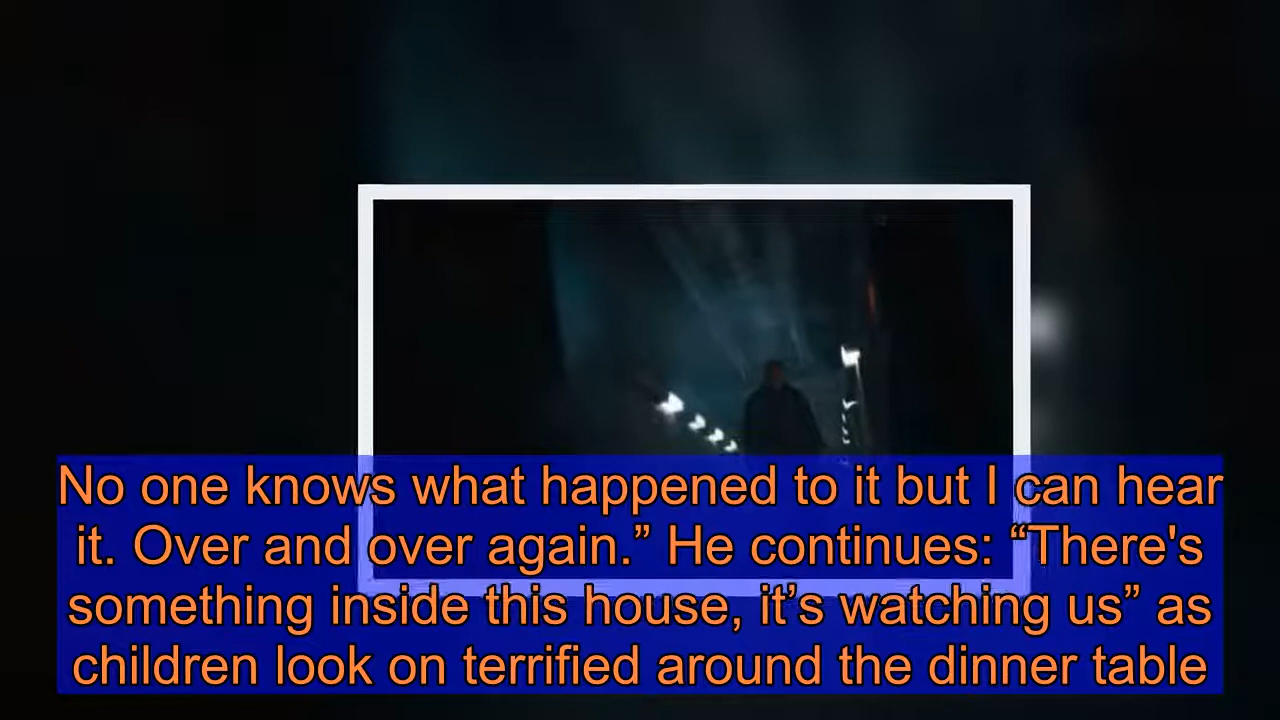 No one knows what happened to it but I can hear
it. Over and over again.” He continues: “There's
something inside this house, it’s watching us” as
children look on terrified around the dinner table